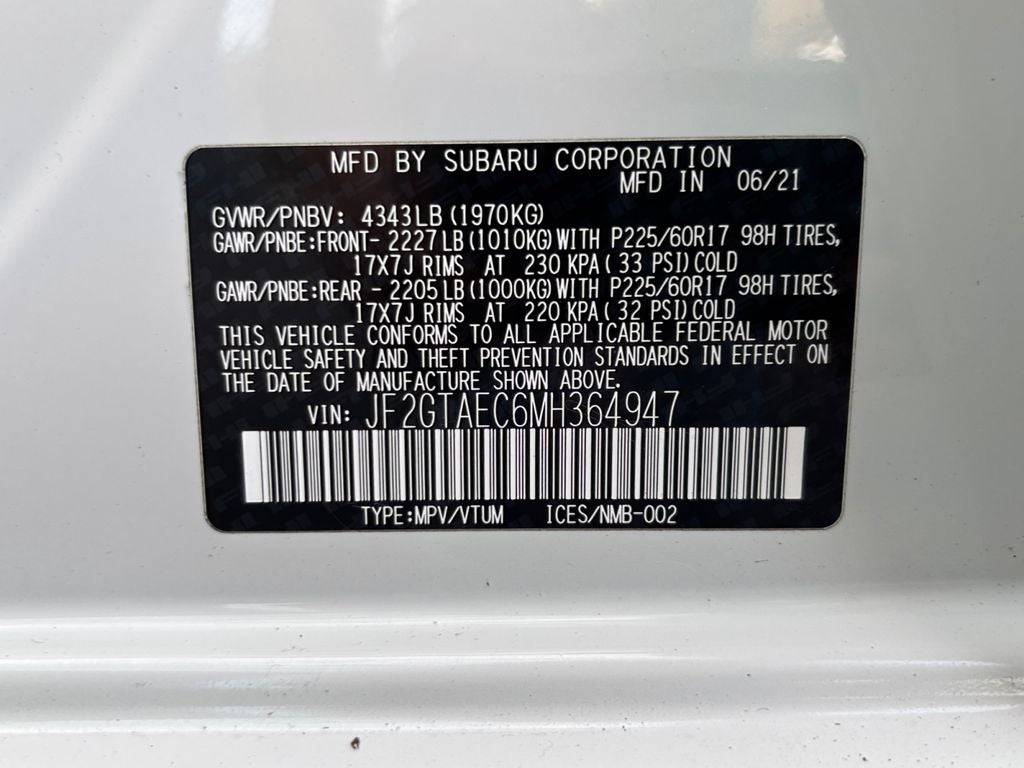 MFD BY SUBARU CORPORATION
MFD IN 06/21
GVWR/PNBV: 4343LB (1970KG)
GAWR/PNBE:FRONT- 2227LB (1010KG) WITH P225/60R17 98H TIRES,
17X7J RIMS AT 230 KPA ( 33 PSI) COLD
GAWR/PNBE:REAR - 2205LB (1000KG) WITH P225/60R17 98H TIRES,
17X7J RIMS AT 220 KPA ( 32 PSI) COLD
THIS VEHICLE CONFORMS TO ALL APPLICABLE FEDERAL MOTOR
VEHICLE SAFETY AND THEFT PREVENTION STANDARDS IN EFFECT ON
THE DATE OF MANUFACTURE SHOWN ABOVE.
VIN: JF2GTAEC6MH364947
TYPE:MPV/VTUM ICES/NMB-002